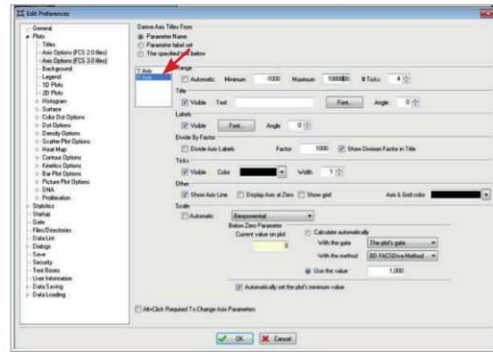 Edit Preferences
General
Plots
Titles
Axis Options (FCS 2.0 files)
Axis Options (FCS 3.0 files)
Background
Legend
1D Plots
2D Plots
Histogram
Surface
Color Dot Options
Dot Options
Density Options
Scatter Plot Options
Heat Map
Contour Options
Kinetics Options
Bar Plot Options
Picture Plot Options
DNA
Proliferation
Statistics
Startup
Gate
Files/Directories
Data List
Dialogs
Save
Security
Text Boxes
User Information
Data Saving
Data Loading
Derive Axis Titles From
Parameter Name
Parameter label set
The specified text below
Y Axis
Range
Automatic Minimum -1000 Maximum # Ticks 4
Title
Visible Text Font... Angle 0
Labels
Visible Font... Angle 0
Divide By Factor
Divide Axis Labels Factor 1000 Show Division Factor in Title
Ticks
Visible Color Width 1
Other
Show Axis Line Display Axis at Zero Show grid Axis & Grid color
Scale
Automatic Biexponential
Below Zero Parameter
Current value on plot
0
Calculate automatically
With the gate The plot's gate
With the method BD FACSDiva Method
Use the value 1,000
Automatically set the plot's minimum value
Alt+Click Required To Change Axis Parameters
OK Cancel